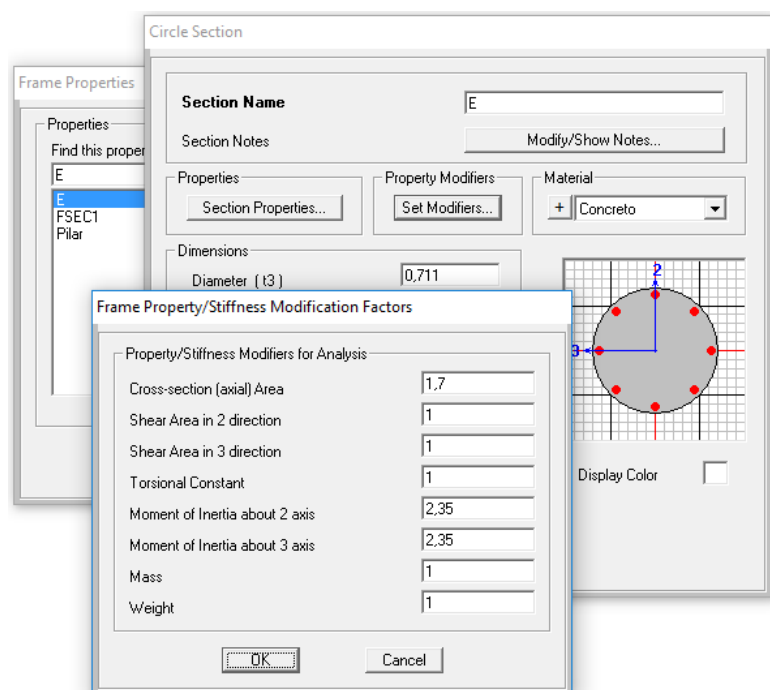 Circle Section
Frame Properties
Section Name E
Section Notes Modify/Show Notes...
Properties
Find this proper
E
E
FSEC1
Pilar
Properties Property Modifiers Material
Section Properties... Set Modifiers... + Concreto
Dimensions
Diameter ( t3 ) 0,711
2
3
Display Color
Frame Property/Stiffness Modification Factors
Property/Stiffness Modifiers for Analysis
Cross-section (axial) Area 1,7
Shear Area in 2 direction 1
Shear Area in 3 direction 1
Torsional Constant 1
Moment of Inertia about 2 axis 2,35
Moment of Inertia about 3 axis 2,35
Mass 1
Weight 1
OK Cancel